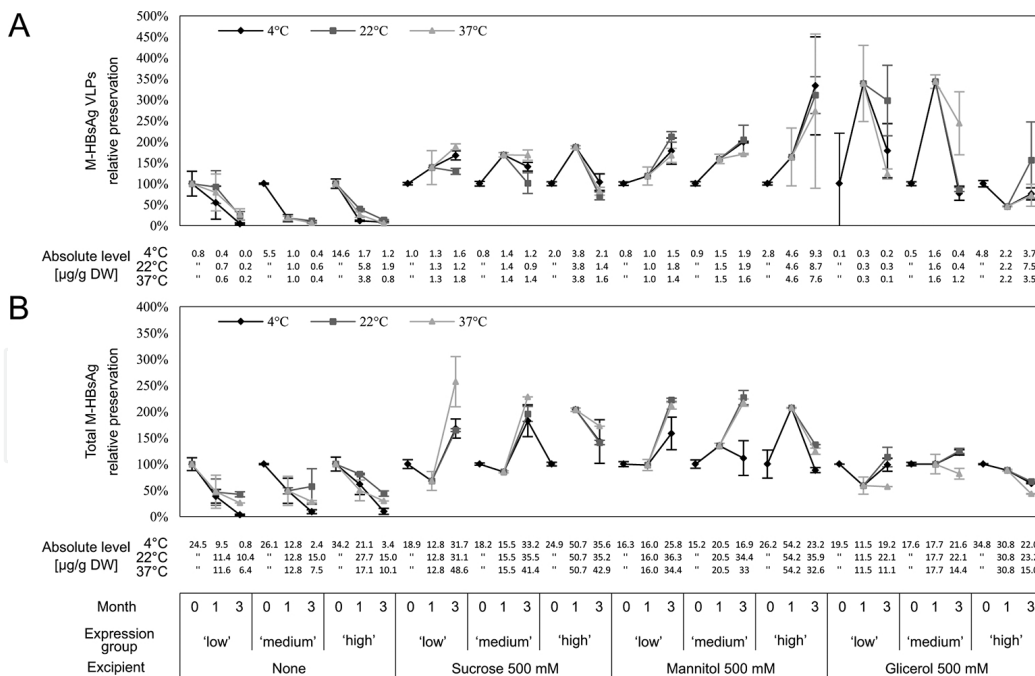 A
500%
450%
400%
350%
300%
250%
200%
150%
100%
50%
0%
M-HBsAg VLPs
relative preservation
4°C 22°C 37°C
Absolute level
[µg/g DW]
4°C 0.8 0.4 0.0 5.5 1.0 0.4 14.6 1.7 1.2 1.0 1.3 1.6 0.8 1.4 1.2 2.0 3.8 2.1 0.8 1.0 1.5 0.9 1.5 1.9 2.8 4.6 9.3 0.1 0.3 0.2 0.5 1.6 0.4 4.8 2.2 3.7
22°C " 0.7 0.2 " 1.0 0.6 " 5.8 1.9 " 1.3 1.2 " 1.4 0.9 " 3.8 1.4 " 1.0 1.8 " 1.5 1.9 " 4.6 8.7 " 0.3 0.3 " 1.6 0.4 " 2.2 7.5
37°C " 0.6 0.2 " 1.0 0.4 " 3.8 0.8 " 1.3 1.8 " 1.4 1.4 " 3.8 1.6 " 1.0 1.4 " 1.5 1.6 " 4.6 7.6 " 0.3 0.1 " 1.6 1.2 " 2.2 3.5
B
400%
350%
300%
250%
200%
150%
100%
50%
0%
Total M-HBsAg
relative preservation
4°C 22°C 37°C
Absolute level
[µg/g DW]
4°C 24.5 9.5 0.8 26.1 12.8 2.4 34.2 21.1 3.4 18.9 12.8 31.7 18.2 15.5 33.2 24.9 50.7 35.6 16.3 16.0 25.8 15.2 20.5 16.9 26.2 54.2 23.2 19.5 11.5 19.2 17.6 17.7 21.6 34.8 30.8 22.0
22°C " 11.4 10.4 " 12.8 15.0 " 27.7 15.0 " 12.8 31.1 " 15.5 35.5 " 50.7 35.2 " 16.0 36.3 " 20.5 34.4 " 54.2 35.9 " 11.5 22.1 " 17.7 22.1 " 30.8 23.2
37°C " 11.6 6.4 " 12.8 7.5 " 17.1 10.1 " 12.8 48.6 " 15.5 41.4 " 50.7 42.9 " 16.0 34.4 " 20.5 33 " 54.2 32.6 " 11.5 11.1 " 17.7 14.4 " 30.8
Month 0 1 3 0 1 3 0 1 3 0 1 3 0 1 3 0 1 3 0 1 3 0 1 3 0 1 3 0 1 3 0 1 3 0 1 3
Expression
group
'low' 'medium' 'high' 'low' 'medium' 'high' 'low' 'medium' 'high' 'low' 'medium' 'high'
Excipient None Sucrose 500 mM Mannitol 500 mM Glicerol 500 mM